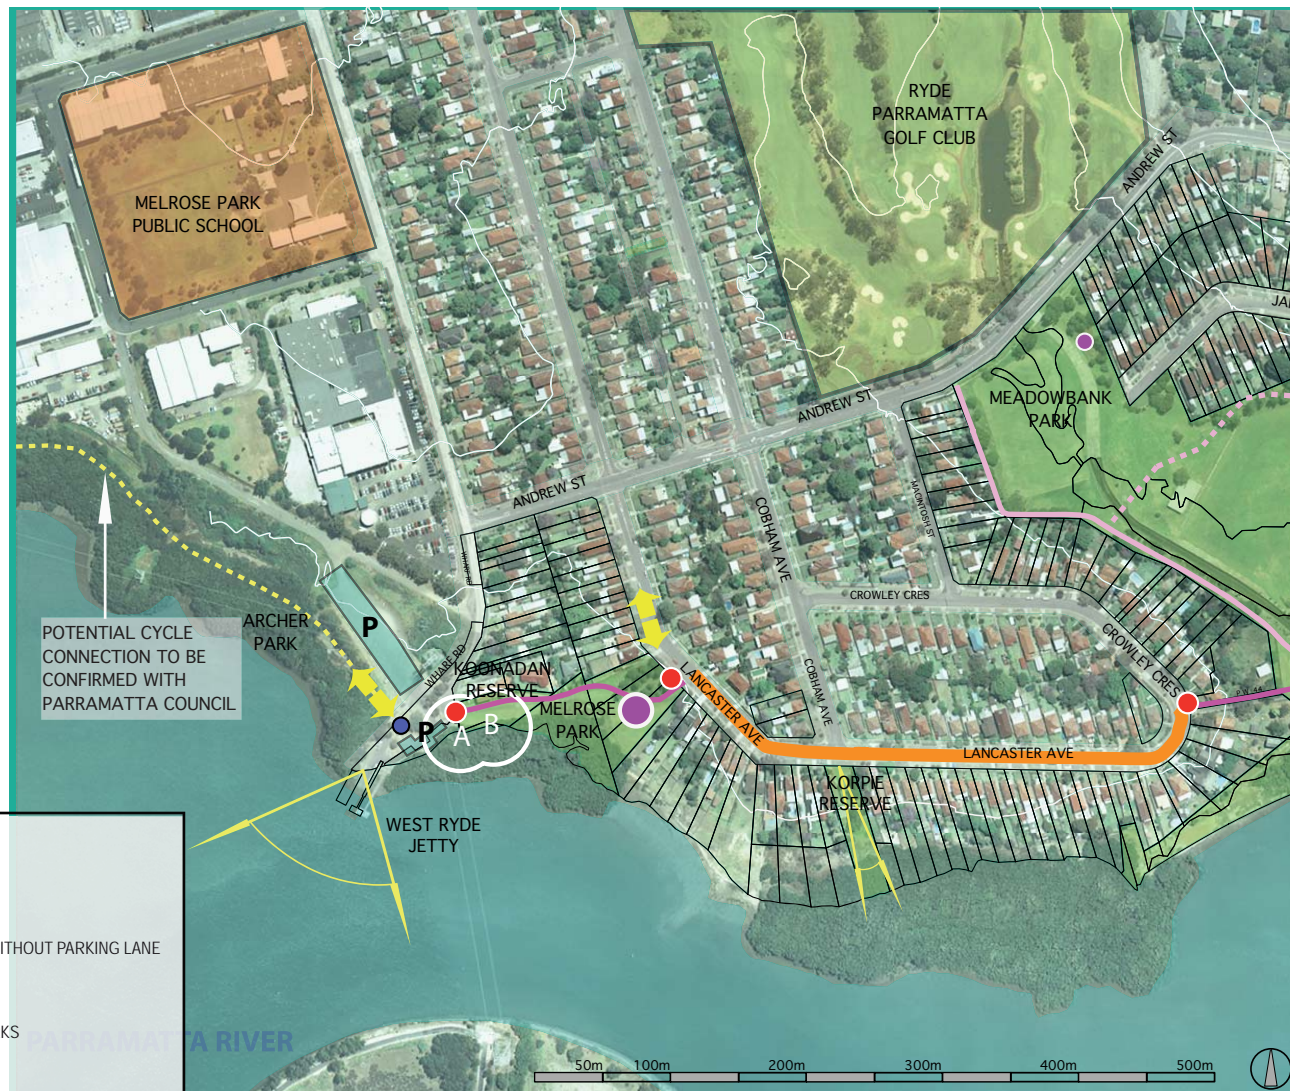 RYDE
PARRAMATTA
GOLF CLUB
ANDREW ST
MELROSE PARK
PUBLIC SCHOOL
MEADOWBANK
PARK
ANDREW ST
ANDREW ST
MACINTOSH ST
COBHAM AVE
CROWLEY CRES
CROWLEY CRES
WHARF RD
POTENTIAL CYCLE
CONNECTION TO BE
CONFIRMED WITH
PARRAMATTA COUNCIL
ARCHER
PARK
P
WHARF RD
KOONADAN
RESERVE
MELROSE
PARK
P
A
B
LANCASTER AVE
COBHAM AVE
LANCASTER AVE
KORPIE
RESERVE
WEST RYDE
JETTY
ITHOUT PARKING LANE
KS
PARRAMATTA RIVER
50m 100m 200m 300m 400m 500m